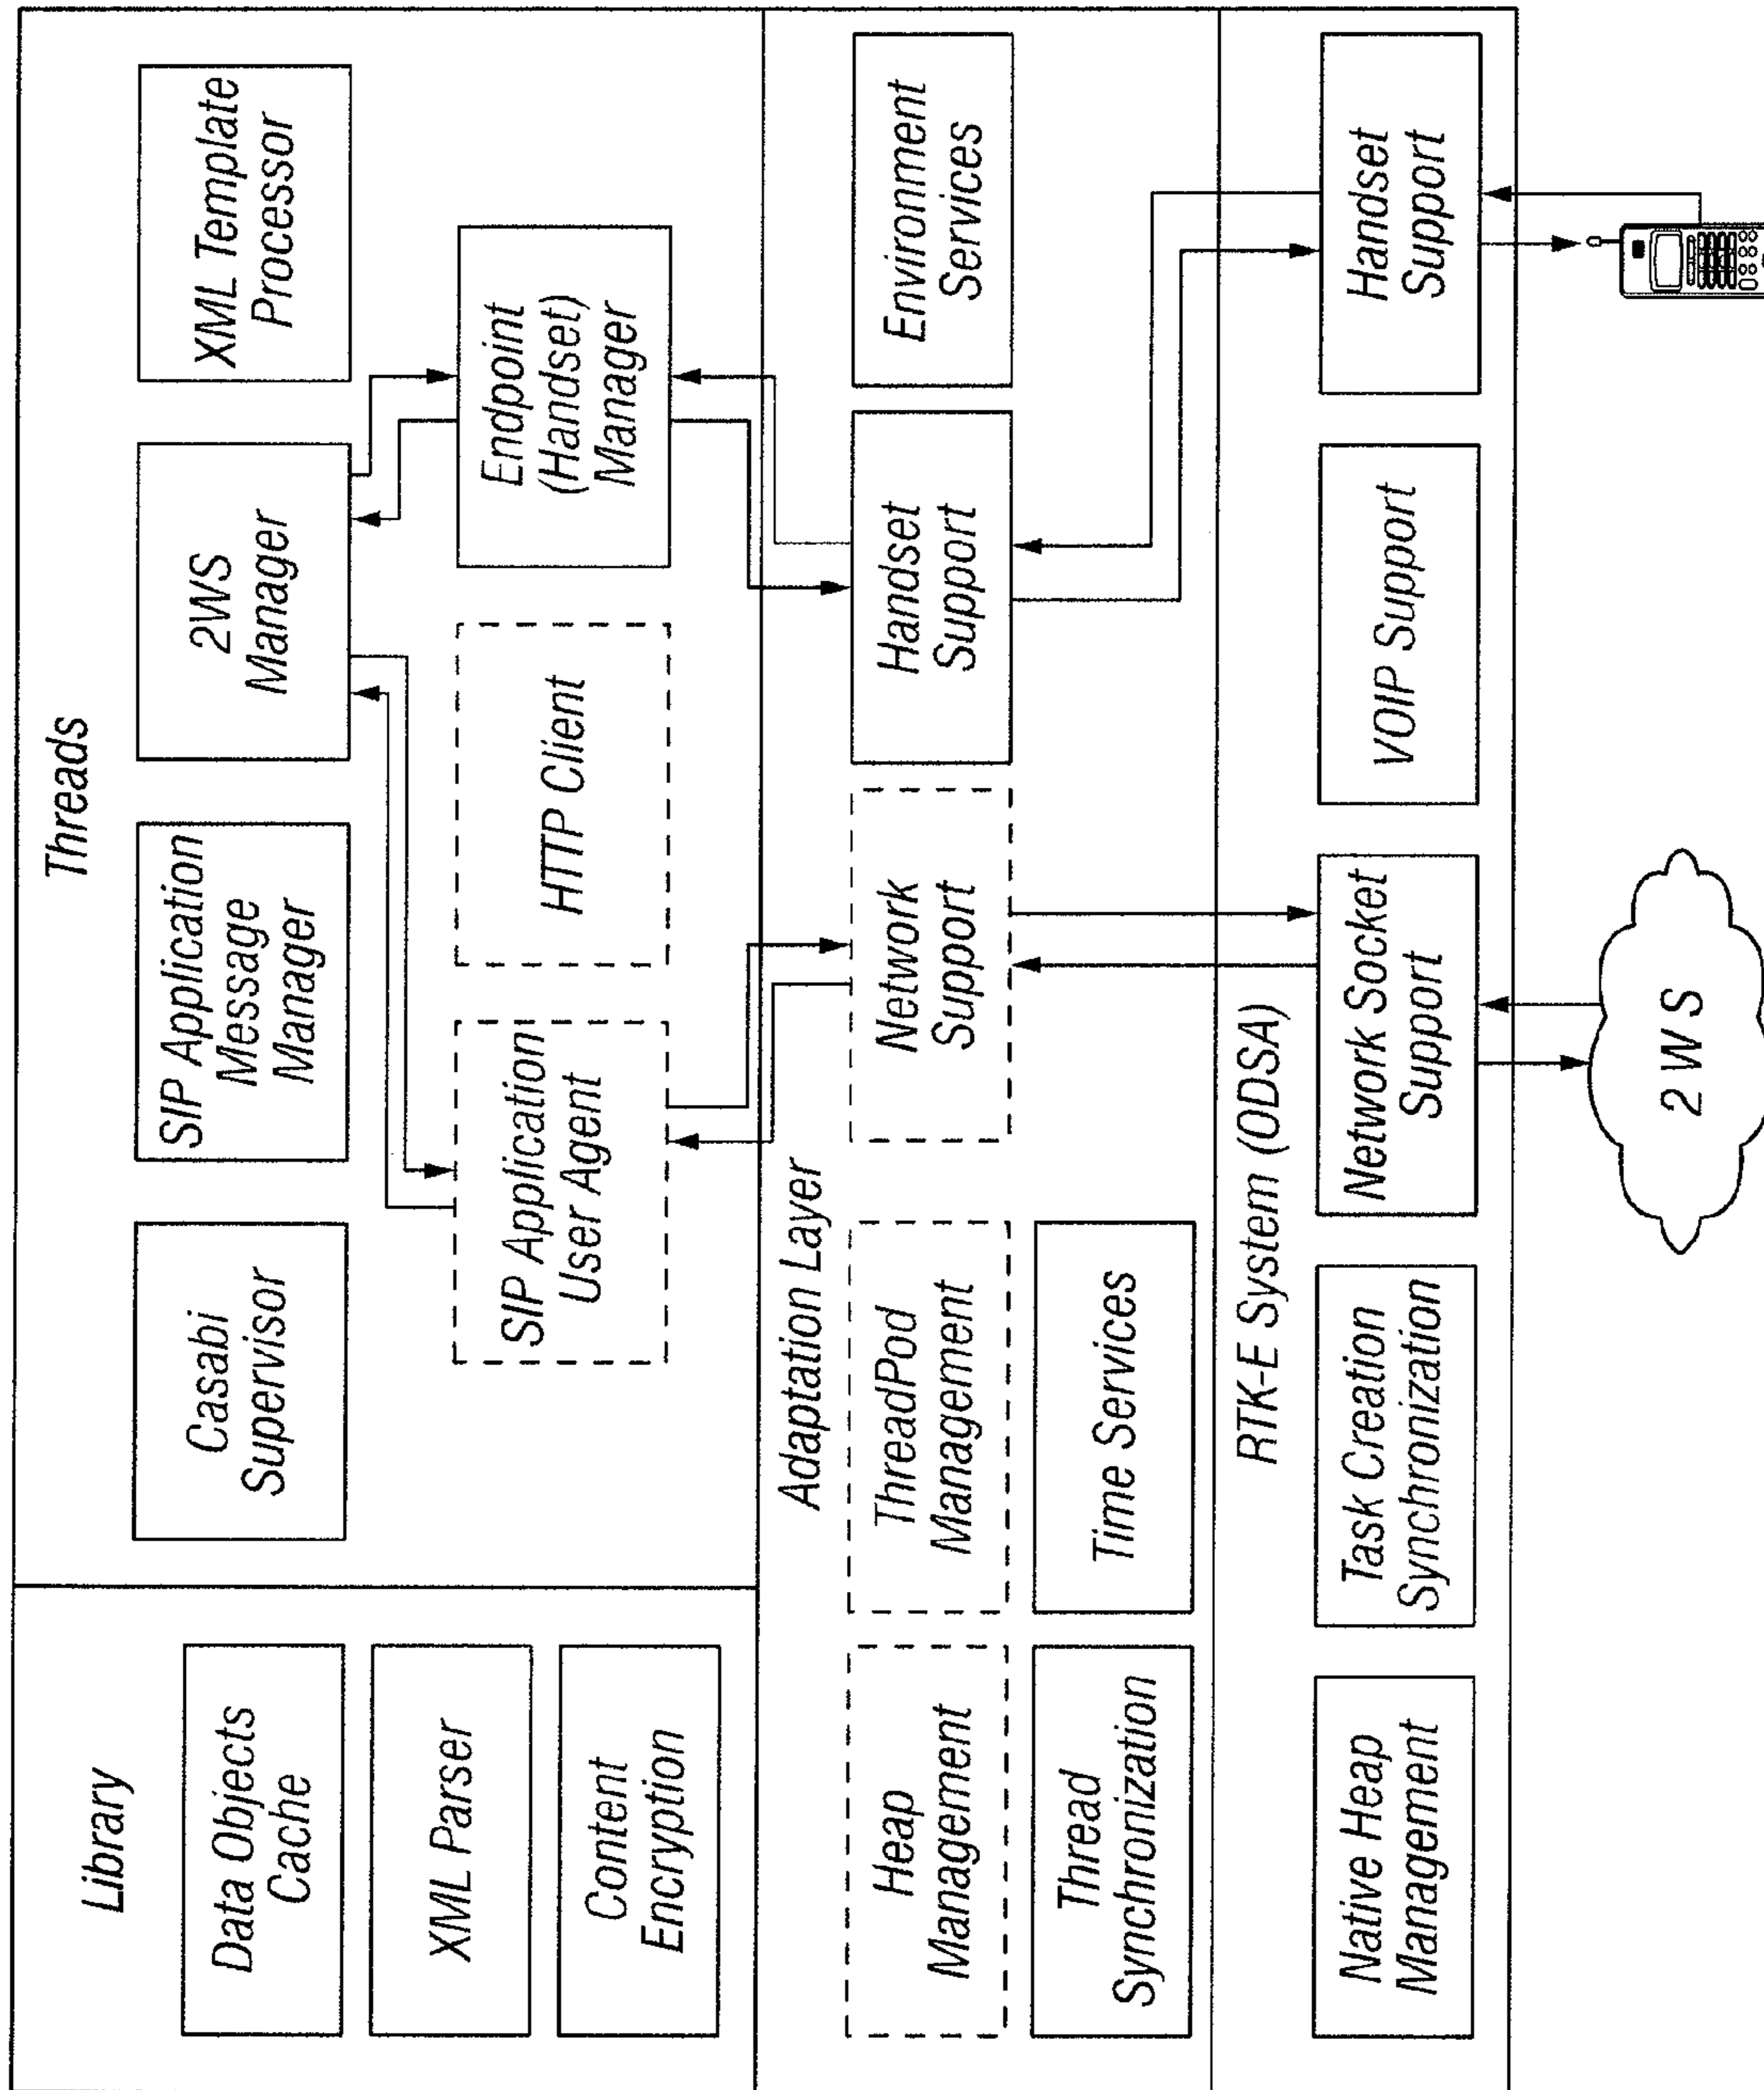 Library
Data Objects
Cache
XML Parser
Content
Encryption
Threads
Casabi
Supervisor
SIP Application
Message
Manager
2WS
Manager
XML Template
Processor
SIP Application
User Agent
HTTP Client
Endpoint
(Handset)
Manager
Adaptation Layer
Heap
Management
ThreadPod
Management
Network
Support
Handset
Support
Environment
Services
Thread
Synchronization
Time Services
RTK-E System (ODSA)
Native Heap
Management
Task Creation
Synchronization
Network Socket
Support
VOIP Support
Handset
Support
2 W S